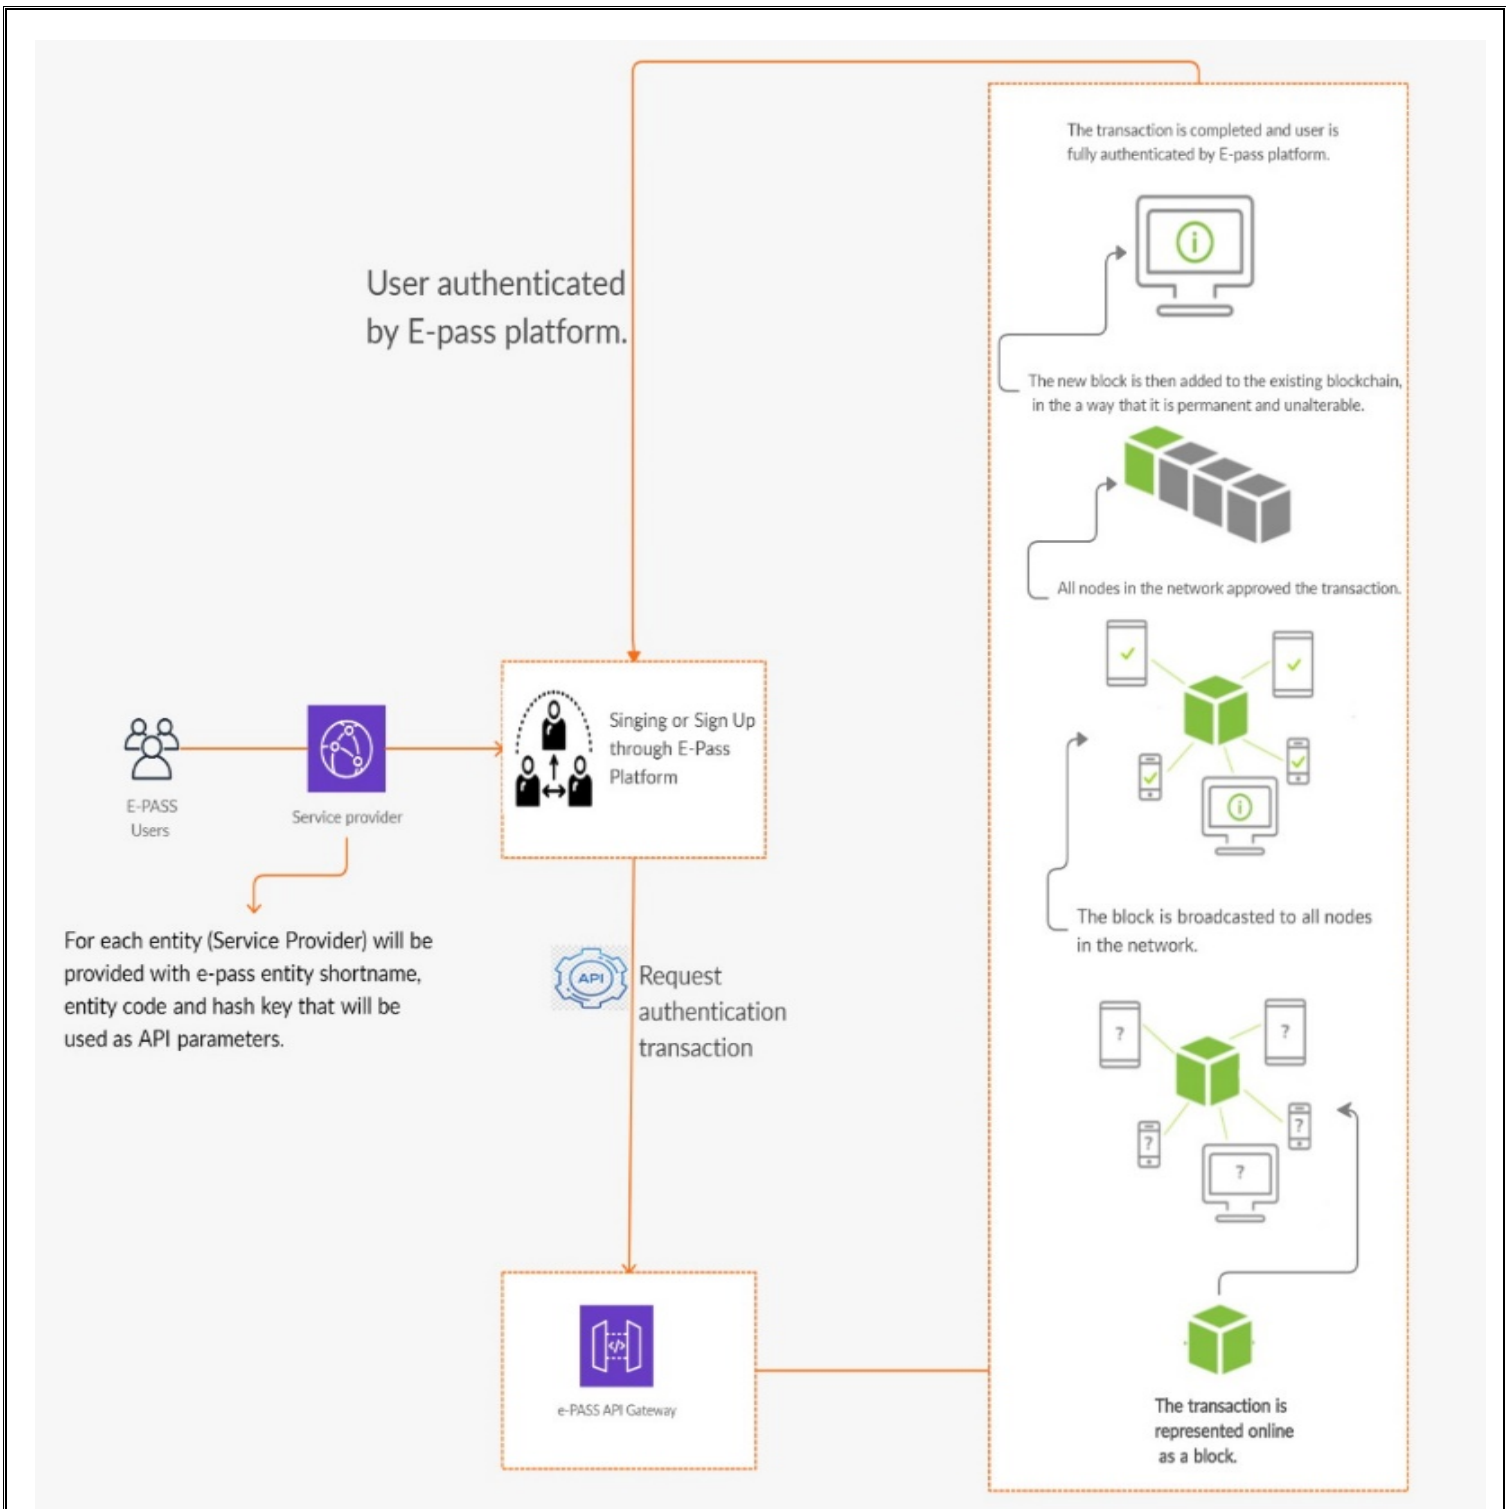 The transaction is completed and user is
fully authenticated by E-pass platform.
User authenticated
by E-pass platform.
The new block is then added to the existing blockchain,
in the a way that it is permanent and unalterable.
All nodes in the network approved the transaction.
Singing or Sign Up
through E-Pass
Platform
E-PASS
Users
Service provider
For each entity (Service Provider) will be
provided with e-pass entity shortname,
entity code and hash key that will be
used as API parameters.
API
Request
authentication
transaction
The block is broadcasted to all nodes
in the network.
?
?
?
?
?
</>
e-PASS API Gateway
The transaction is
represented online
as a block.